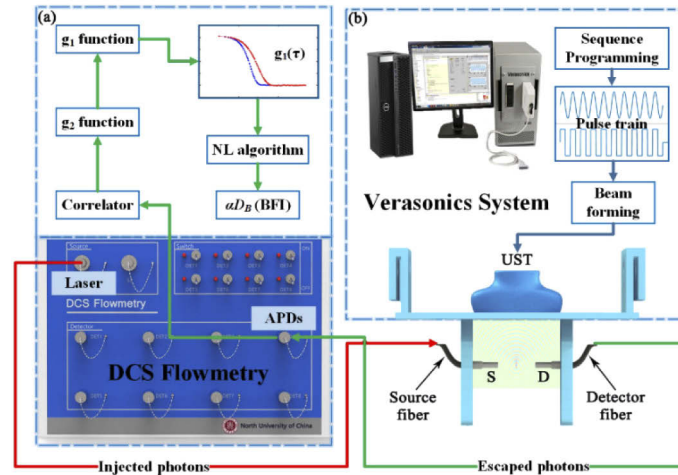 (a)
g₁ function
g₁(τ)
g₂ function
NL algorithm
Correlator
αD_B (BFI)
Source
Switch
Laser
DCS Flowmetry
APDs
Detector
DCS Flowmetry
North University of China
Injected photons
(b)
Sequence
Programming
Pulse train
Verasonics System
Beam
forming
UST
S
D
Source
fiber
Detector
fiber
Escaped photons